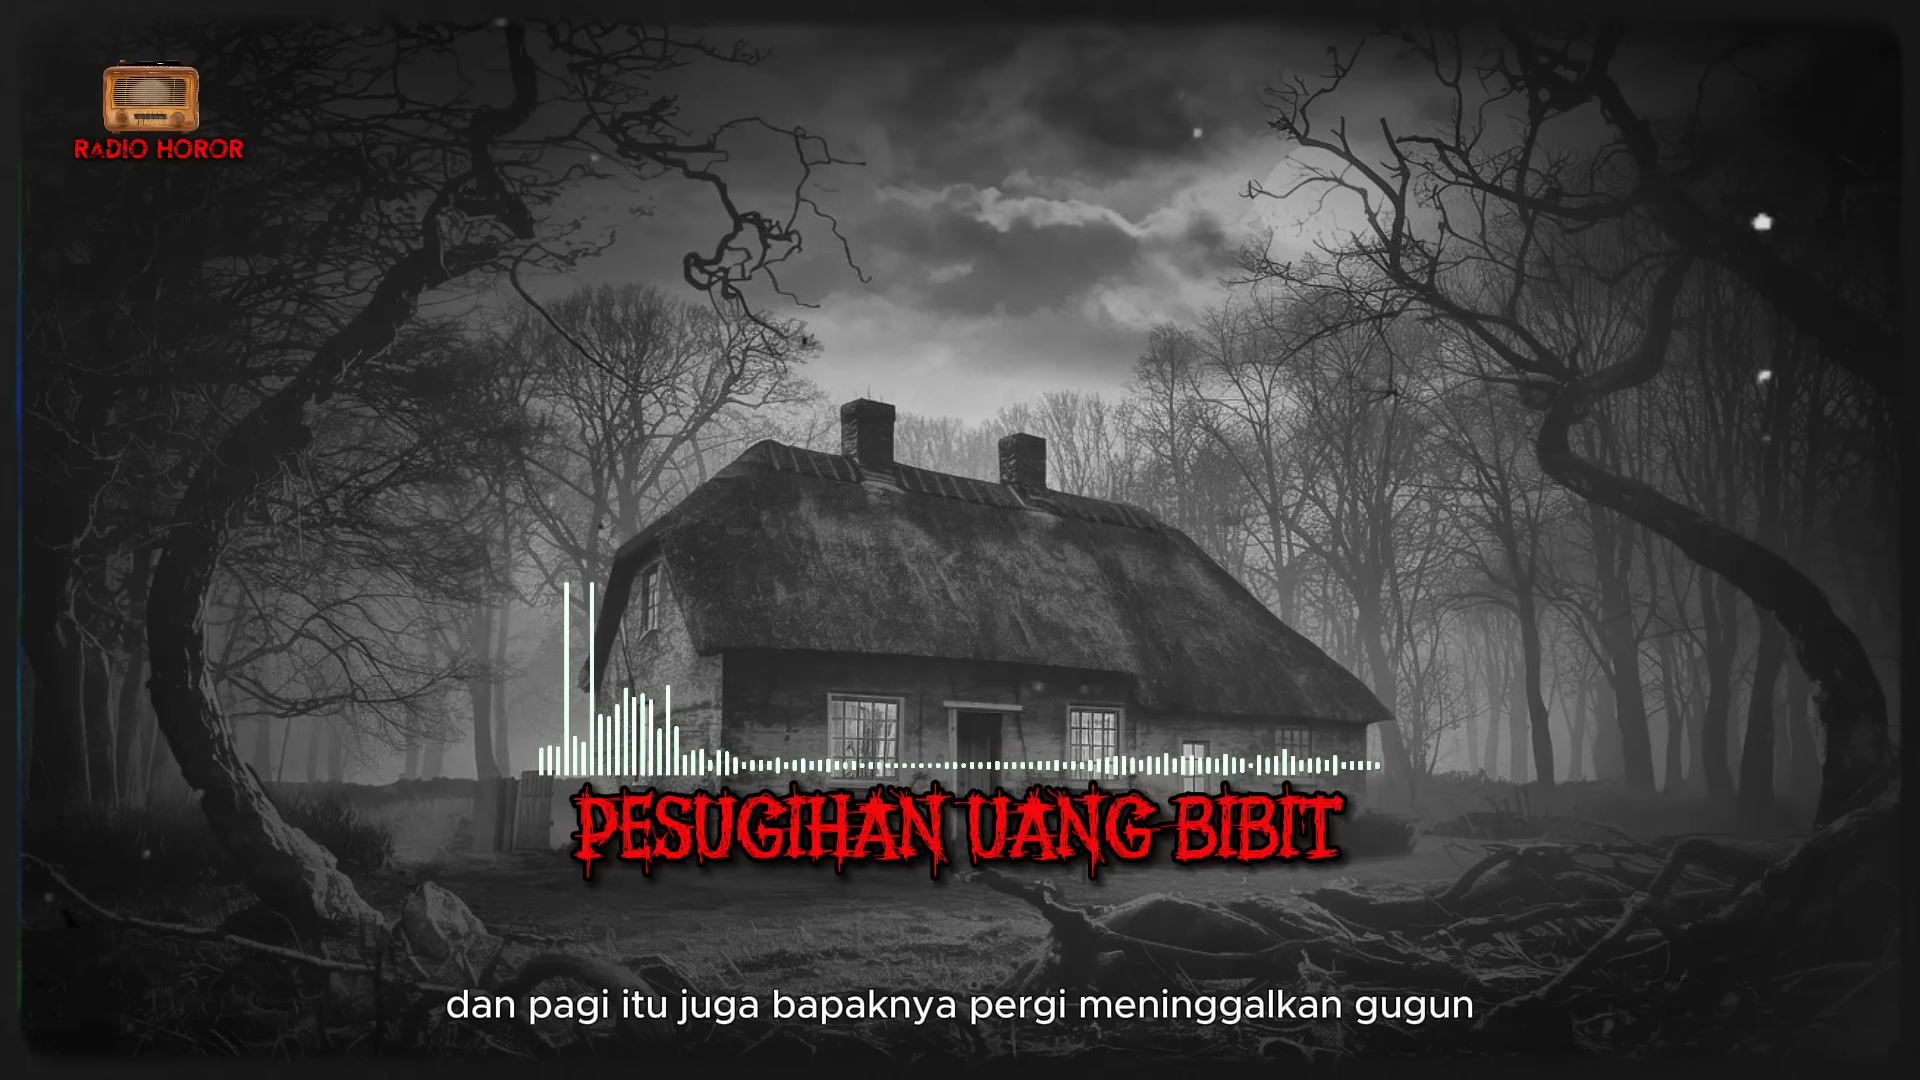 RADIO HOROR
PESUGIHAN UANG BIBIT
dan pagi itu juga bapaknya pergi meninggalkan gugun